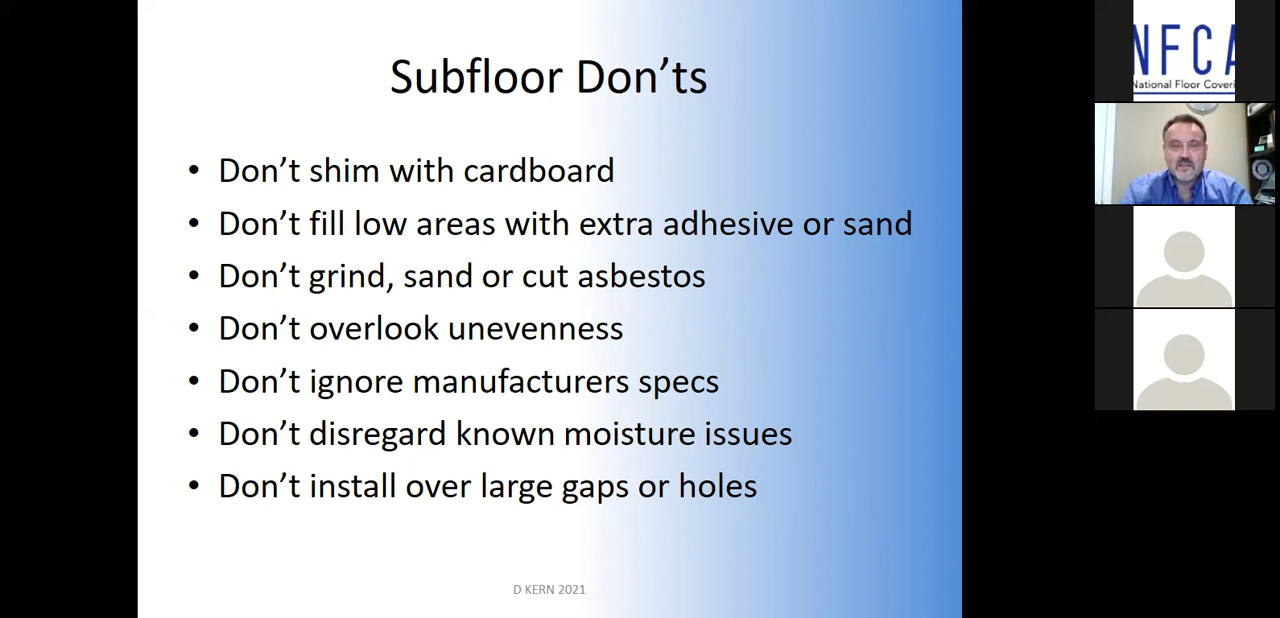 Subfloor Don’ts
• Don’t shim with cardboard
• Don’t fill low areas with extra adhesive or sand
• Don’t grind, sand or cut asbestos
• Don’t overlook unevenness
• Don’t ignore manufacturers specs
• Don’t disregard known moisture issues
• Don’t install over large gaps or holes
D KERN 2021
NFCA
National Floor Coveri